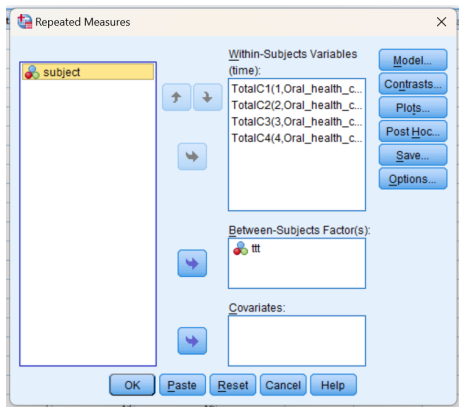 Repeated Measures
subject
Within-Subjects Variables
(time):
TotalC1(1,Oral_health_c...
TotalC2(2,Oral_health_c...
TotalC3(3,Oral_health_c...
TotalC4(4,Oral_health_c...
Between-Subjects Factor(s):
ttt
Covariates:
Model...
Contrasts...
Plots...
Post Hoc...
Save...
Options...
OK Paste Reset Cancel Help